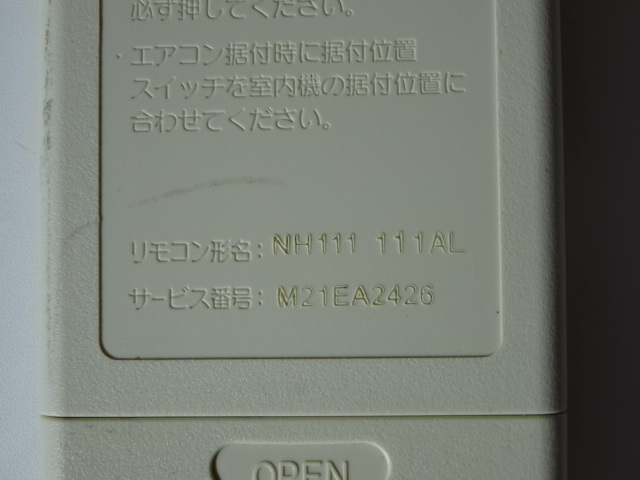 必ず押してください。
・エアコン据付時に据付位置
スイッチを室内機の据付位置に
合わせてください。
リモコン形名: NH111 111AL
サービス番号: M21EA2426
OPEN